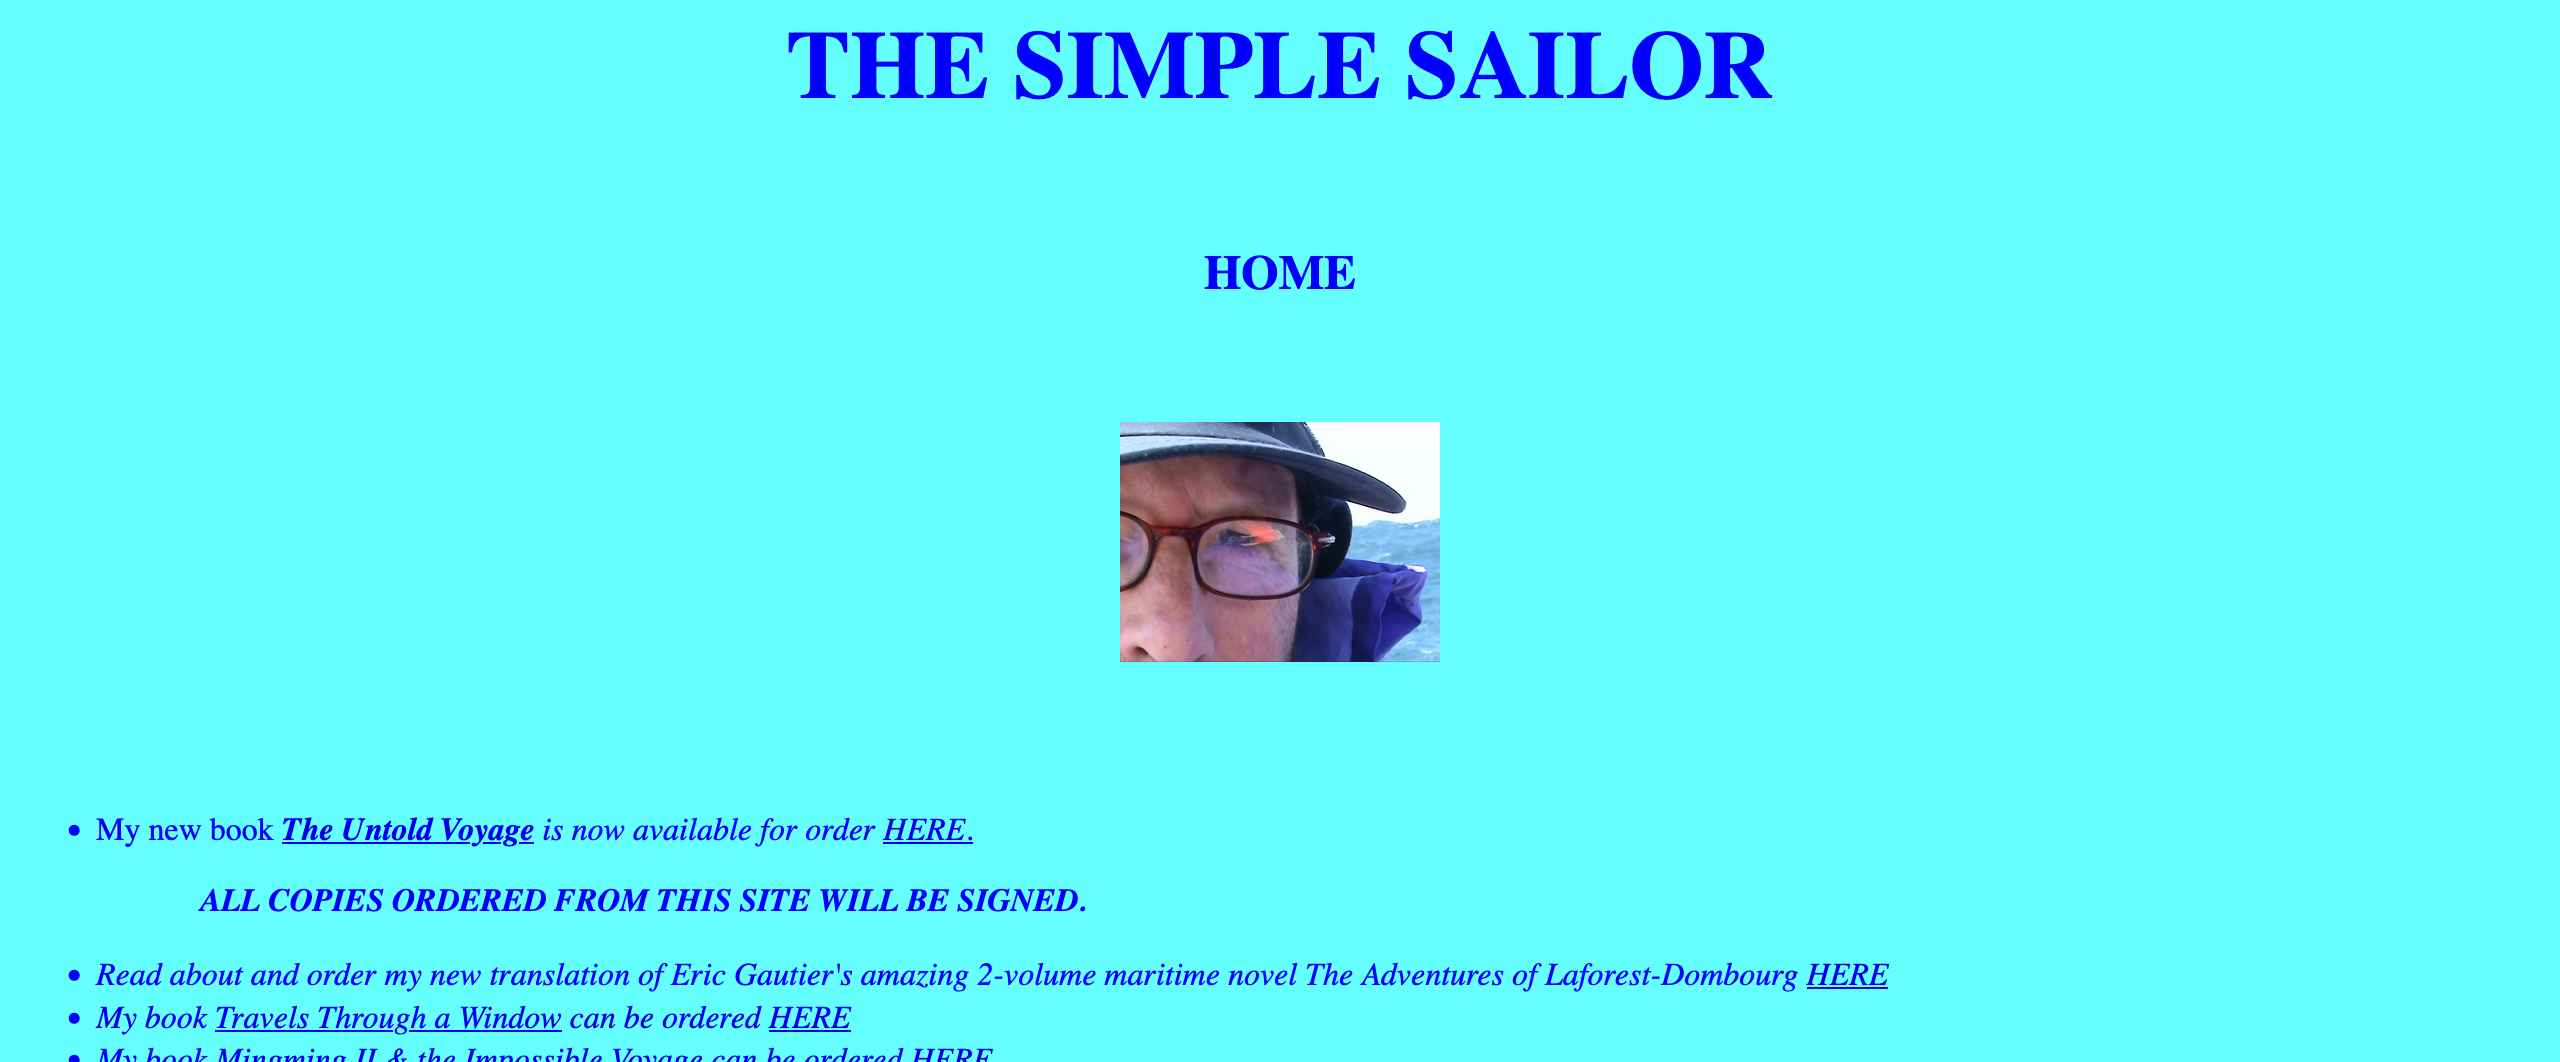 THE SIMPLE SAILOR
HOME
My new book The Untold Voyage is now available for order HERE.
ALL COPIES ORDERED FROM THIS SITE WILL BE SIGNED.
Read about and order my new translation of Eric Gautier's amazing 2-volume maritime novel The Adventures of Laforest-Dombourg HERE
My book Travels Through a Window can be ordered HERE
My book Mingming II & the Impossible Voyage can be ordered HERE